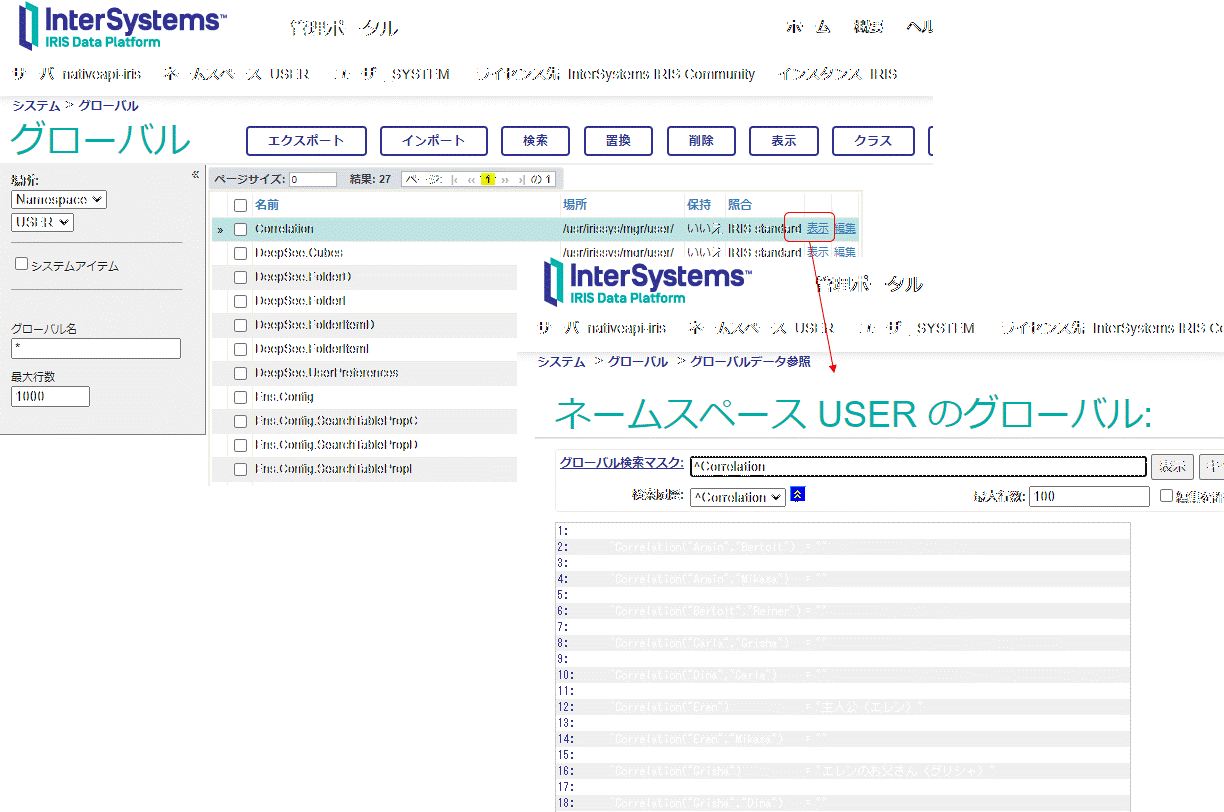 InterSystems™
IRIS Data Platform
管理ポータル
ホーム 概要 ヘル
サーバ nativeapi-iris ネームスペース USER ユーザ _SYSTEM ライセンス先 InterSystems IRIS Community インスタンス IRIS
システム > グローバル
グローバル
エクスポート インポート 検索 置換 削除 表示 クラス
場所:
Namespace
USER
システムアイテム
グローバル名
*
最大行数
1000
«
ページサイズ: 0 結果: 27 ページ: |‹ «« 1 »» ›| の 1
名前 場所 保持 照合
» Correlation /usr/irissys/mgr/user/ いいえ IRIS standard 表示 編集
DeepSee.Cubes /usr/irissys/mgr/user/ いいえ IRIS standard 表示 編集
DeepSee.FolderD
DeepSee.FolderI
DeepSee.FolderItemD
DeepSee.FolderItemI
DeepSee.UserPreferences
Ens.Config
Ens.Config.SearchTablePropC
Ens.Config.SearchTablePropD
Ens.Config.SearchTablePropI
InterSystems™
IRIS Data Platform
管理ポータル
サーバ nativeapi-iris ネームスペース USER ユーザ _SYSTEM ライセンス先 InterSystems IRIS Co
システム > グローバル > グローバルデータ参照
ネームスペース USER のグローバル:
グローバル検索マスク: ^Correlation 表示
検索履歴: ^Correlation 最大行数: 100
1:
2: ^Correlation("Armin","Bertolt") = ""
3:
4: ^Correlation("Armin","Mikasa") = ""
5:
6: ^Correlation("Bertolt","Reiner") = ""
7:
8: ^Correlation("Carla","Grisha") = ""
9:
10: ^Correlation("Dina","Carla") = ""
11:
12: ^Correlation("Eren") = "主人公(エレン)"
13:
14: ^Correlation("Eren","Mikasa") = ""
15:
16: ^Correlation("Grisha") = "エレンのお父さん(グリシャ)"
17:
18: ^Correlation("Grisha","Dina") = ""